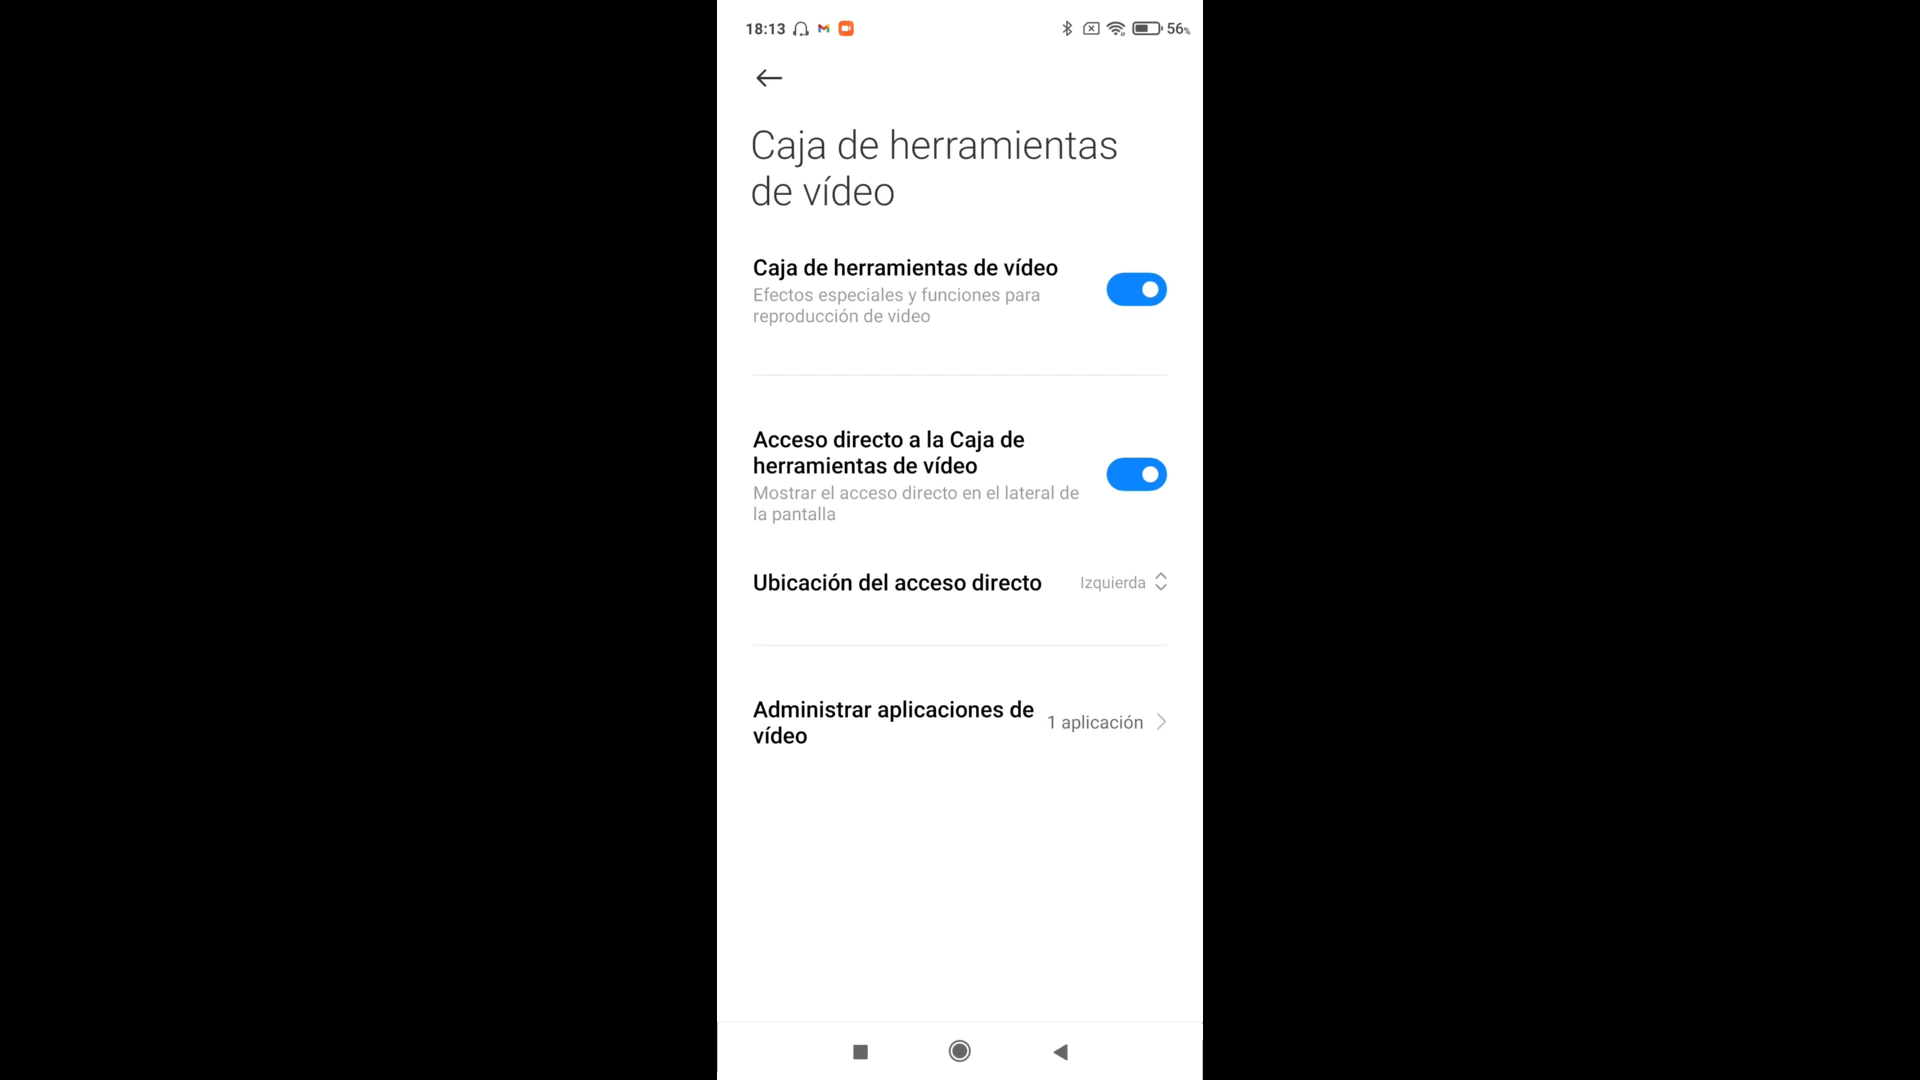 18:13 56%
Caja de herramientas
de vídeo
Caja de herramientas de vídeo
Efectos especiales y funciones para
reproducción de video
Acceso directo a la Caja de
herramientas de vídeo
Mostrar el acceso directo en el lateral de
la pantalla
Ubicación del acceso directo Izquierda
Administrar aplicaciones de
vídeo
1 aplicación